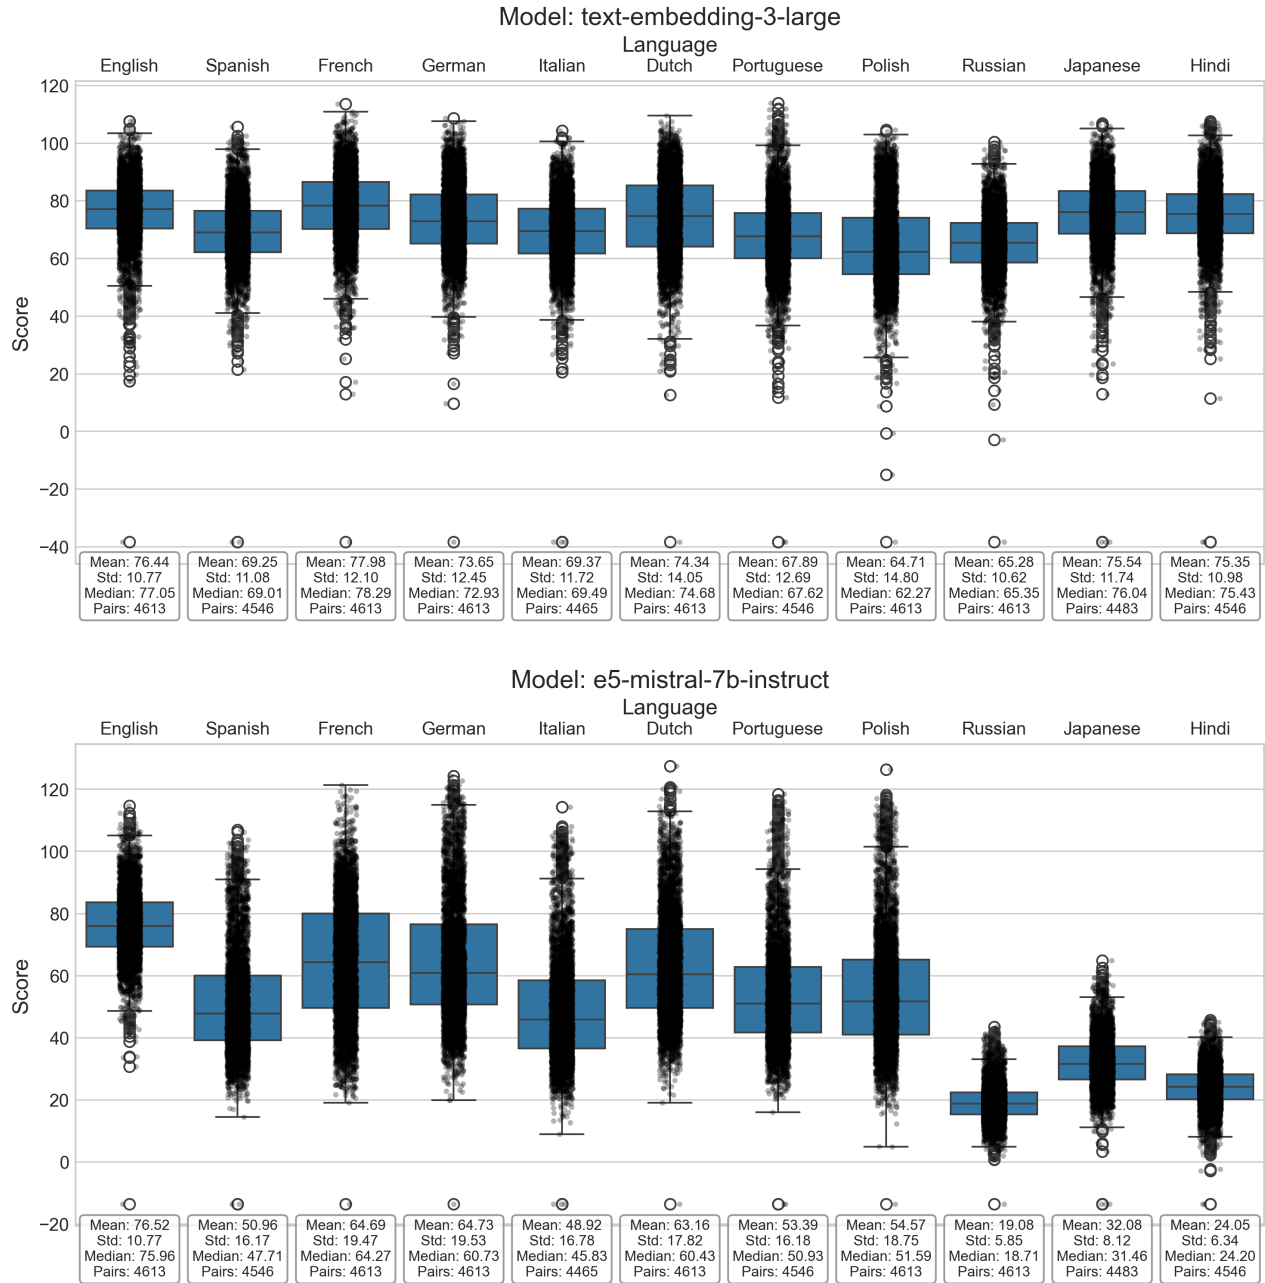 Model: text-embedding-3-large
Language
English Spanish French German Italian Dutch Portuguese Polish Russian Japanese Hindi
120
100
80
60
40
20
0
−20
−40
Score
Mean: 76.44 Mean: 69.25 Mean: 77.98 Mean: 73.65 Mean: 69.37 Mean: 74.34 Mean: 67.89 Mean: 64.71 Mean: 65.28 Mean: 75.54 Mean: 75.35
Std: 10.77 Std: 11.08 Std: 12.10 Std: 12.45 Std: 11.72 Std: 14.05 Std: 12.69 Std: 14.80 Std: 10.62 Std: 11.74 Std: 10.98
Median: 77.05 Median: 69.01 Median: 78.29 Median: 72.93 Median: 69.49 Median: 74.68 Median: 67.62 Median: 62.27 Median: 65.35 Median: 76.04 Median: 75.43
Pairs: 4613 Pairs: 4546 Pairs: 4613 Pairs: 4613 Pairs: 4465 Pairs: 4613 Pairs: 4546 Pairs: 4613 Pairs: 4613 Pairs: 4483 Pairs: 4546
Model: e5-mistral-7b-instruct
Language
English Spanish French German Italian Dutch Portuguese Polish Russian Japanese Hindi
120
100
80
60
40
20
0
−20
Score
Mean: 76.52 Mean: 50.96 Mean: 64.69 Mean: 64.73 Mean: 48.92 Mean: 63.16 Mean: 53.39 Mean: 54.57 Mean: 19.08 Mean: 32.08 Mean: 24.05
Std: 10.77 Std: 16.17 Std: 19.47 Std: 19.53 Std: 16.78 Std: 17.82 Std: 16.18 Std: 18.75 Std: 5.85 Std: 8.12 Std: 6.34
Median: 75.96 Median: 47.71 Median: 64.27 Median: 60.73 Median: 45.83 Median: 60.43 Median: 50.93 Median: 51.59 Median: 18.71 Median: 31.46 Median: 24.20
Pairs: 4613 Pairs: 4546 Pairs: 4613 Pairs: 4613 Pairs: 4465 Pairs: 4613 Pairs: 4546 Pairs: 4613 Pairs: 4613 Pairs: 4483 Pairs: 4546